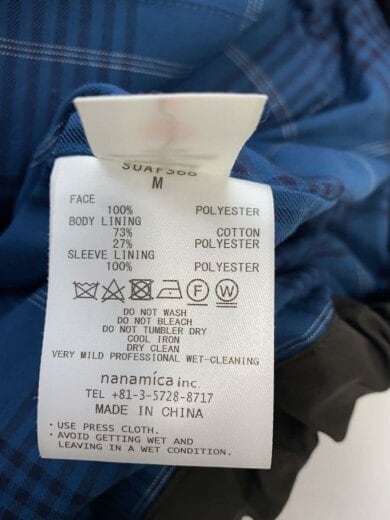 M
FACE
100% POLYESTER
BODY LINING
73% COTTON
27% POLYESTER
SLEEVE LINING
100% POLYESTER
F W
DO NOT WASH
DO NOT BLEACH
DO NOT TUMBLER DRY
COOL IRON
DRY CLEAN
VERY MILD PROFESSIONAL WET-CLEANING
nanamica inc.
TEL +81-3-5728-8717
MADE IN CHINA
・USE PRESS CLOTH.
・AVOID GETTING WET AND
LEAVING IN A WET CONDITION.